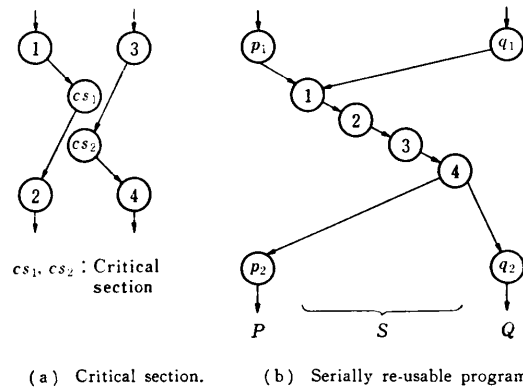 1
3
cs1
cs2
2
4
cs1, cs2 : Critical
section
(a) Critical section.
p1
q1
1
2
3
4
p2
q2
P
S
Q
(b) Serially re-usable program